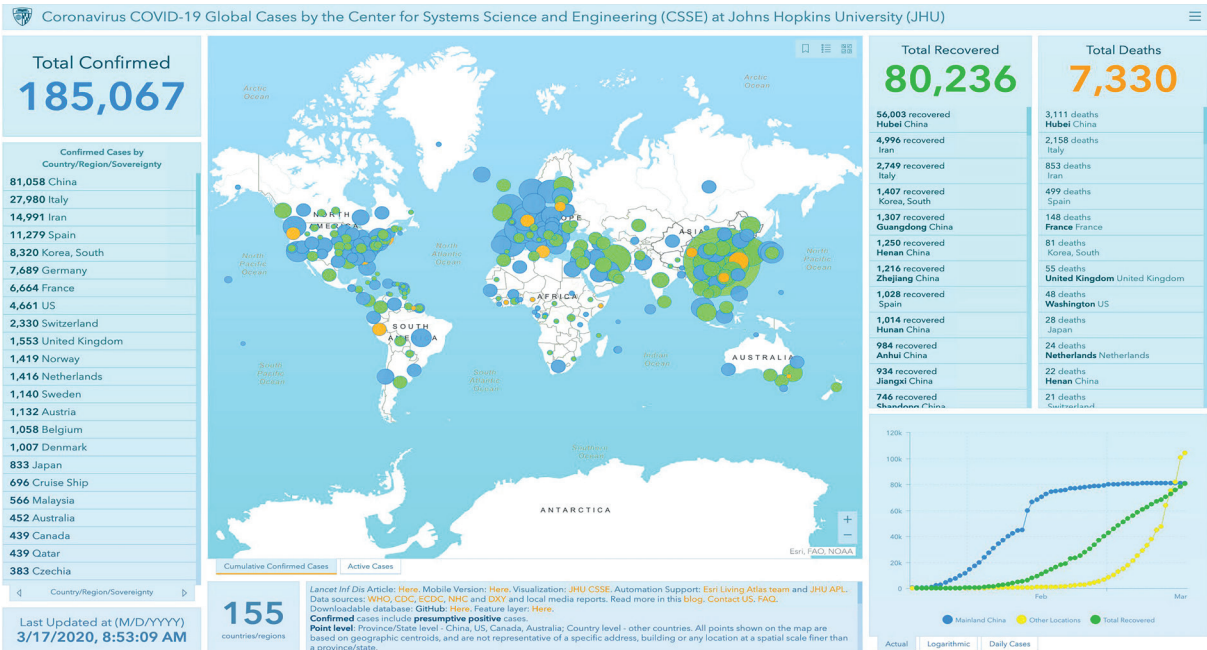 Coronavirus COVID-19 Global Cases by the Center for Systems Science and Engineering (CSSE) at Johns Hopkins University (JHU)
Total Confirmed
185,067
Confirmed Cases by
Country/Region/Sovereignty
81,058 China
27,980 Italy
14,991 Iran
11,279 Spain
8,320 Korea, South
7,689 Germany
6,664 France
4,661 US
2,330 Switzerland
1,553 United Kingdom
1,419 Norway
1,416 Netherlands
1,140 Sweden
1,132 Austria
1,058 Belgium
1,007 Denmark
833 Japan
696 Cruise Ship
566 Malaysia
452 Australia
439 Canada
439 Qatar
383 Czechia
Country/Region/Sovereignty
Last Updated at (M/D/YYYY)
3/17/2020, 8:53:09 AM
Arctic
Ocean
Arctic
Ocean
NORTH
AMERICA
ASIA
North
Pacific
Ocean
North
Atlantic
Ocean
North
Pacific
Ocean
AFRICA
SOUTH
AUSTRALIA
South
Pacific
Ocean
South
Atlantic
Ocean
Indian
Ocean
Southern
Ocean
ANTARCTICA
+
−
Esri, FAO, NOAA
Cumulative Confirmed Cases
Active Cases
155
countries/regions
Lancet Inf Dis Article: Here. Mobile Version: Here. Visualization: JHU CSSE. Automation Support: Esri Living Atlas team and JHU APL.
Data sources: WHO, CDC, ECDC, NHC and DXY and local media reports. Read more in this blog. Contact US. FAQ.
Downloadable database: GitHub: Here. Feature layer: Here.
Confirmed cases include presumptive positive cases.
Point level: Province/State level - China, US, Canada, Australia; Country level - other countries. All points shown on the map are
based on geographic centroids, and are not representative of a specific address, building or any location at a spatial scale finer than
a province/state.
Total Recovered
80,236
56,003 recovered
Hubei China
4,996 recovered
Iran
2,749 recovered
Italy
1,407 recovered
Korea, South
1,307 recovered
Guangdong China
1,250 recovered
Henan China
1,216 recovered
Zhejiang China
1,028 recovered
Spain
1,014 recovered
Hunan China
984 recovered
Anhui China
934 recovered
Jiangxi China
746 recovered
Shandong China
Total Deaths
7,330
3,111 deaths
Hubei China
2,158 deaths
Italy
853 deaths
Iran
499 deaths
Spain
148 deaths
France France
81 deaths
Korea, South
55 deaths
United Kingdom United Kingdom
48 deaths
Washington US
28 deaths
Japan
24 deaths
Netherlands Netherlands
22 deaths
Henan China
21 deaths
Switzerland
120k
100k
80k
60k
40k
20k
0
Feb
Mar
Mainland China
Other Locations
Total Recovered
Actual
Logarithmic
Daily Cases